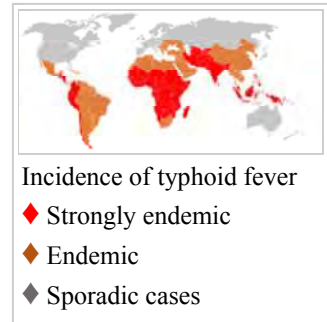 Incidence of typhoid fever
♦ Strongly endemic
♦ Endemic
♦ Sporadic cases